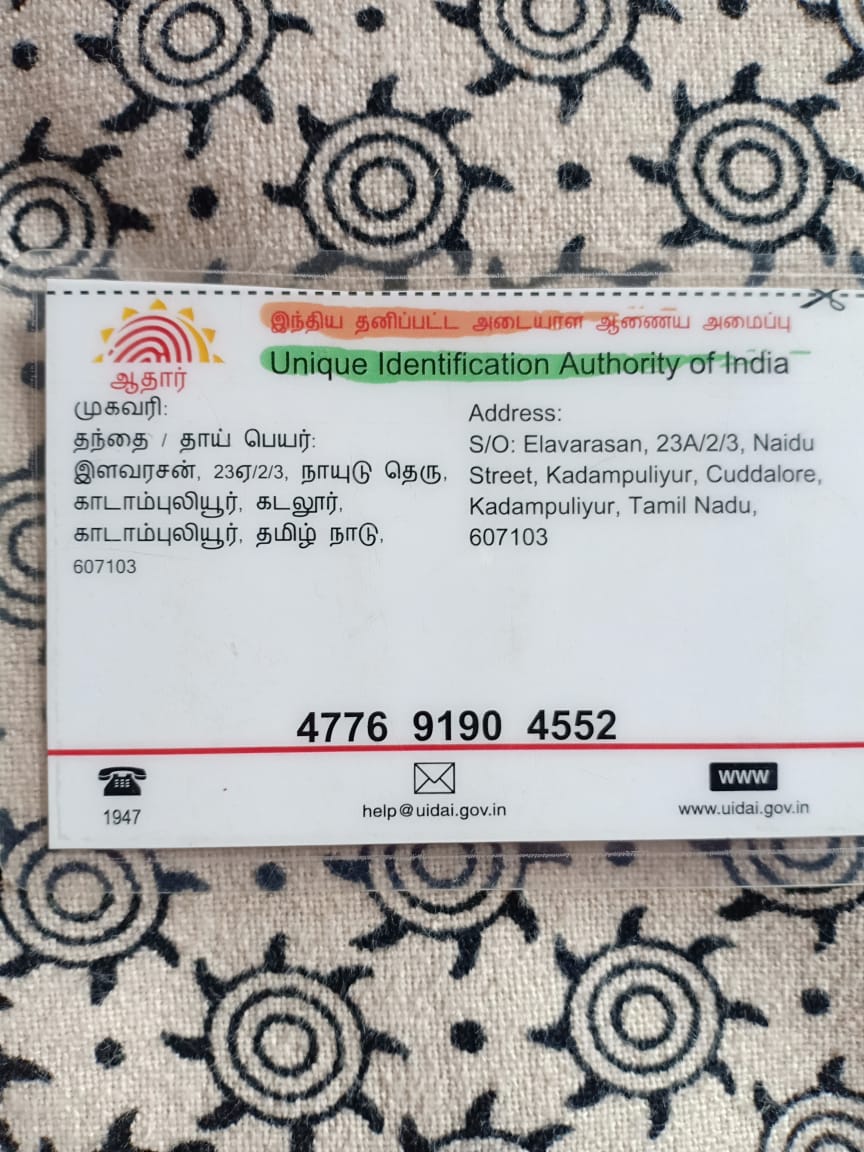 இந்திய தனிப்பட்ட அடையாள ஆணைய அமைப்பு
Unique Identification Authority of India
ஆதார்
முகவரி:
தந்தை / தாய் பெயர்:
இளவரசன், 23ஏ/2/3, நாயுடு தெரு,
காடாம்புலியூர், கடலூர்,
காடாம்புலியூர், தமிழ் நாடு,
607103
Address:
S/O: Elavarasan, 23A/2/3, Naidu
Street, Kadampuliyur, Cuddalore,
Kadampuliyur, Tamil Nadu,
607103
4776 9190 4552
1947
help@uidai.gov.in
WWW
www.uidai.gov.in